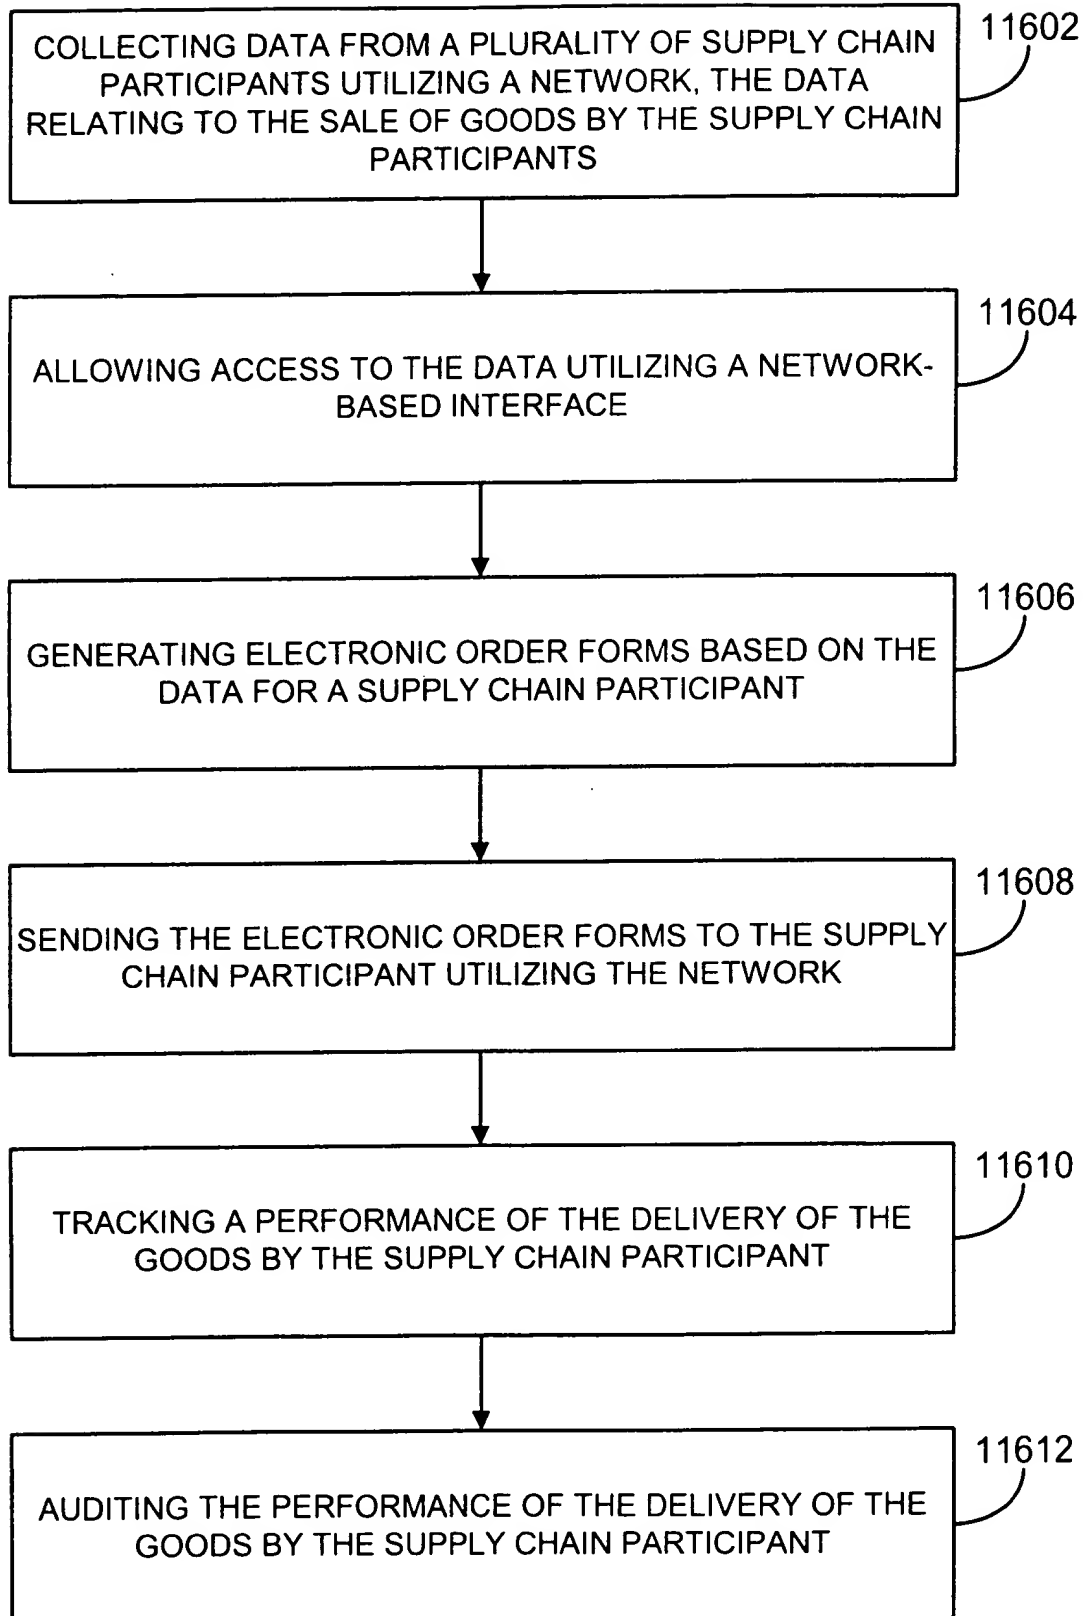 COLLECTING DATA FROM A PLURALITY OF SUPPLY CHAIN
PARTICIPANTS UTILIZING A NETWORK, THE DATA
RELATING TO THE SALE OF GOODS BY THE SUPPLY CHAIN
PARTICIPANTS
11602
ALLOWING ACCESS TO THE DATA UTILIZING A NETWORK-
BASED INTERFACE
11604
GENERATING ELECTRONIC ORDER FORMS BASED ON THE
DATA FOR A SUPPLY CHAIN PARTICIPANT
11606
SENDING THE ELECTRONIC ORDER FORMS TO THE SUPPLY
CHAIN PARTICIPANT UTILIZING THE NETWORK
11608
TRACKING A PERFORMANCE OF THE DELIVERY OF THE
GOODS BY THE SUPPLY CHAIN PARTICIPANT
11610
AUDITING THE PERFORMANCE OF THE DELIVERY OF THE
GOODS BY THE SUPPLY CHAIN PARTICIPANT
11612